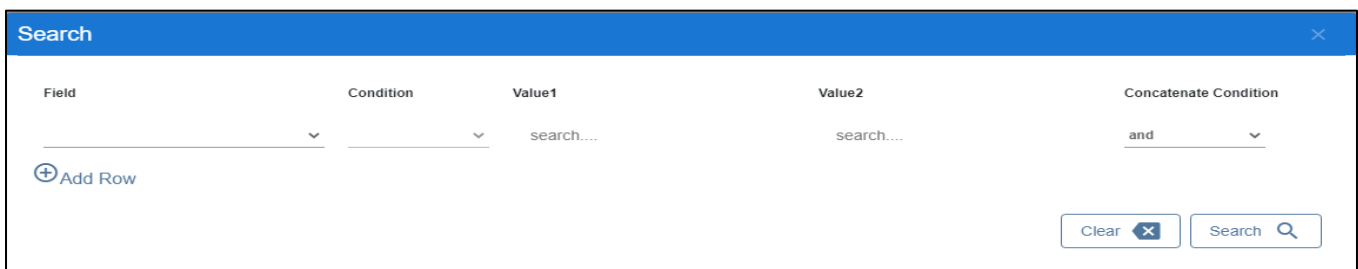 Search
Field Condition Value1 Value2 Concatenate Condition
search.... search.... and
Add Row
Clear Search